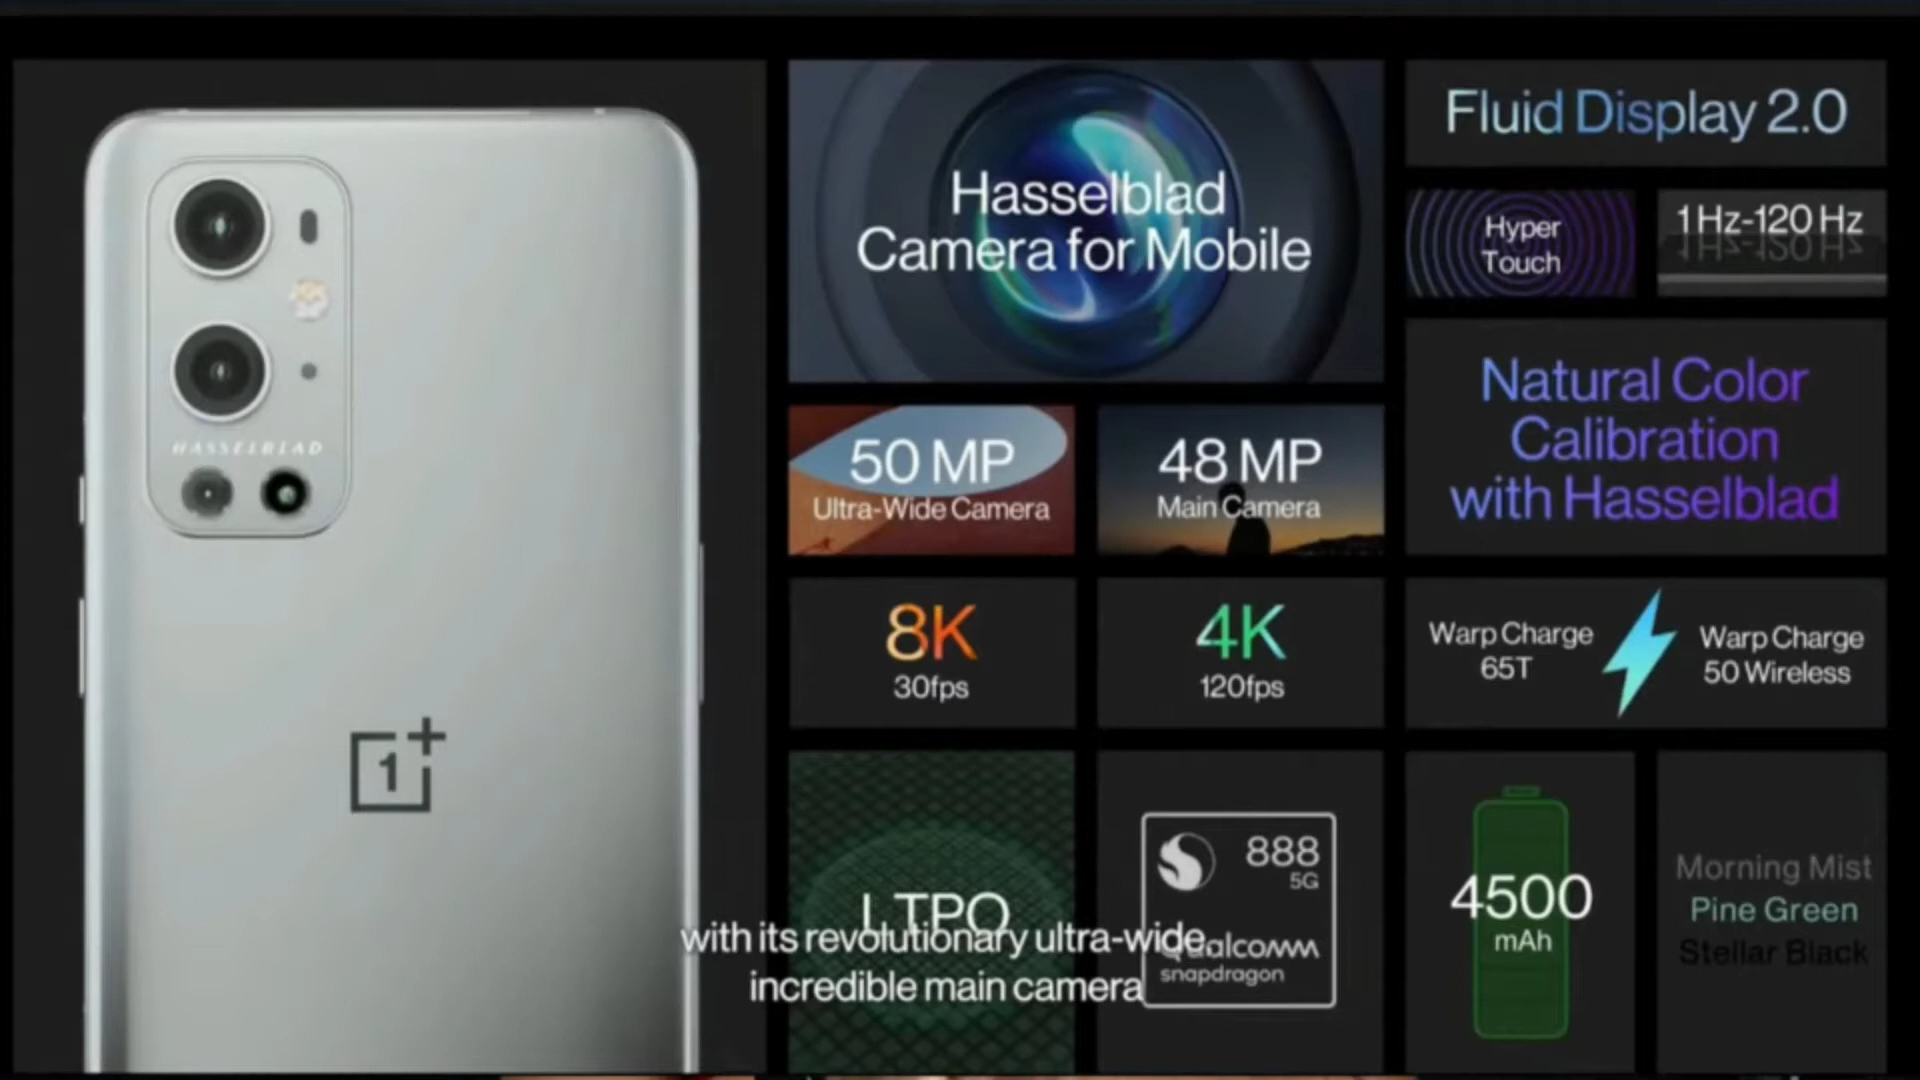 HASSELBLAD
1+
Hasselblad
Camera for Mobile
50 MP
Ultra-Wide Camera
48 MP
Main Camera
8K
30fps
4K
120fps
LTPO
888
5G
Qualcomm
snapdragon
Fluid Display 2.0
Hyper
Touch
1 Hz-120 Hz
Natural Color
Calibration
with Hasselblad
Warp Charge
65T
Warp Charge
50 Wireless
4500
mAh
Morning Mist
Pine Green
Stellar Black
with its revolutionary ultra-wide,
incredible main camera